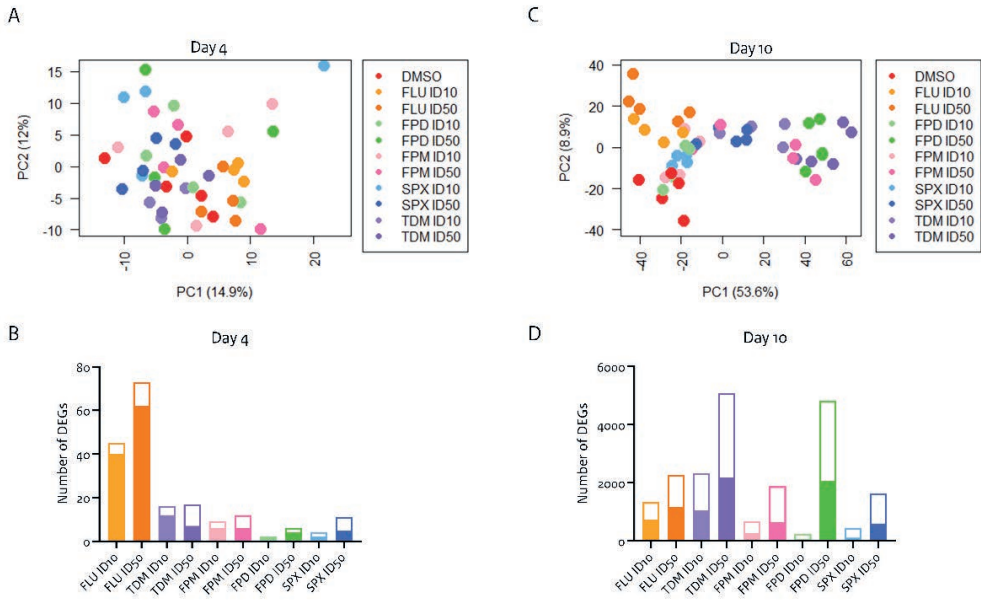 A
Day 4
PC2 (12%)
15
10
5
0
-5
-10
-10
0
10
20
PC1 (14.9%)
DMSO
FLU ID10
FLU ID50
FPD ID10
FPD ID50
FPM ID10
FPM ID50
SPX ID10
SPX ID50
TDM ID10
TDM ID50
C
Day 10
PC2 (8.9%)
40
20
0
-20
-40
-40
-20
0
20
40
60
PC1 (53.6%)
DMSO
FLU ID10
FLU ID50
FPD ID10
FPD ID50
FPM ID10
FPM ID50
SPX ID10
SPX ID50
TDM ID10
TDM ID50
B
Day 4
Number of DEGs
80
60
40
20
0
FLU ID10
FLU ID50
TDM ID10
TDM ID50
FPM ID10
FPM ID50
FPD ID10
FPD ID50
SPX ID10
SPX ID50
D
Day 10
Number of DEGs
6000
4000
2000
0
FLU ID10
FLU ID50
TDM ID10
TDM ID50
FPM ID10
FPM ID50
FPD ID10
FPD ID50
SPX ID10
SPX ID50